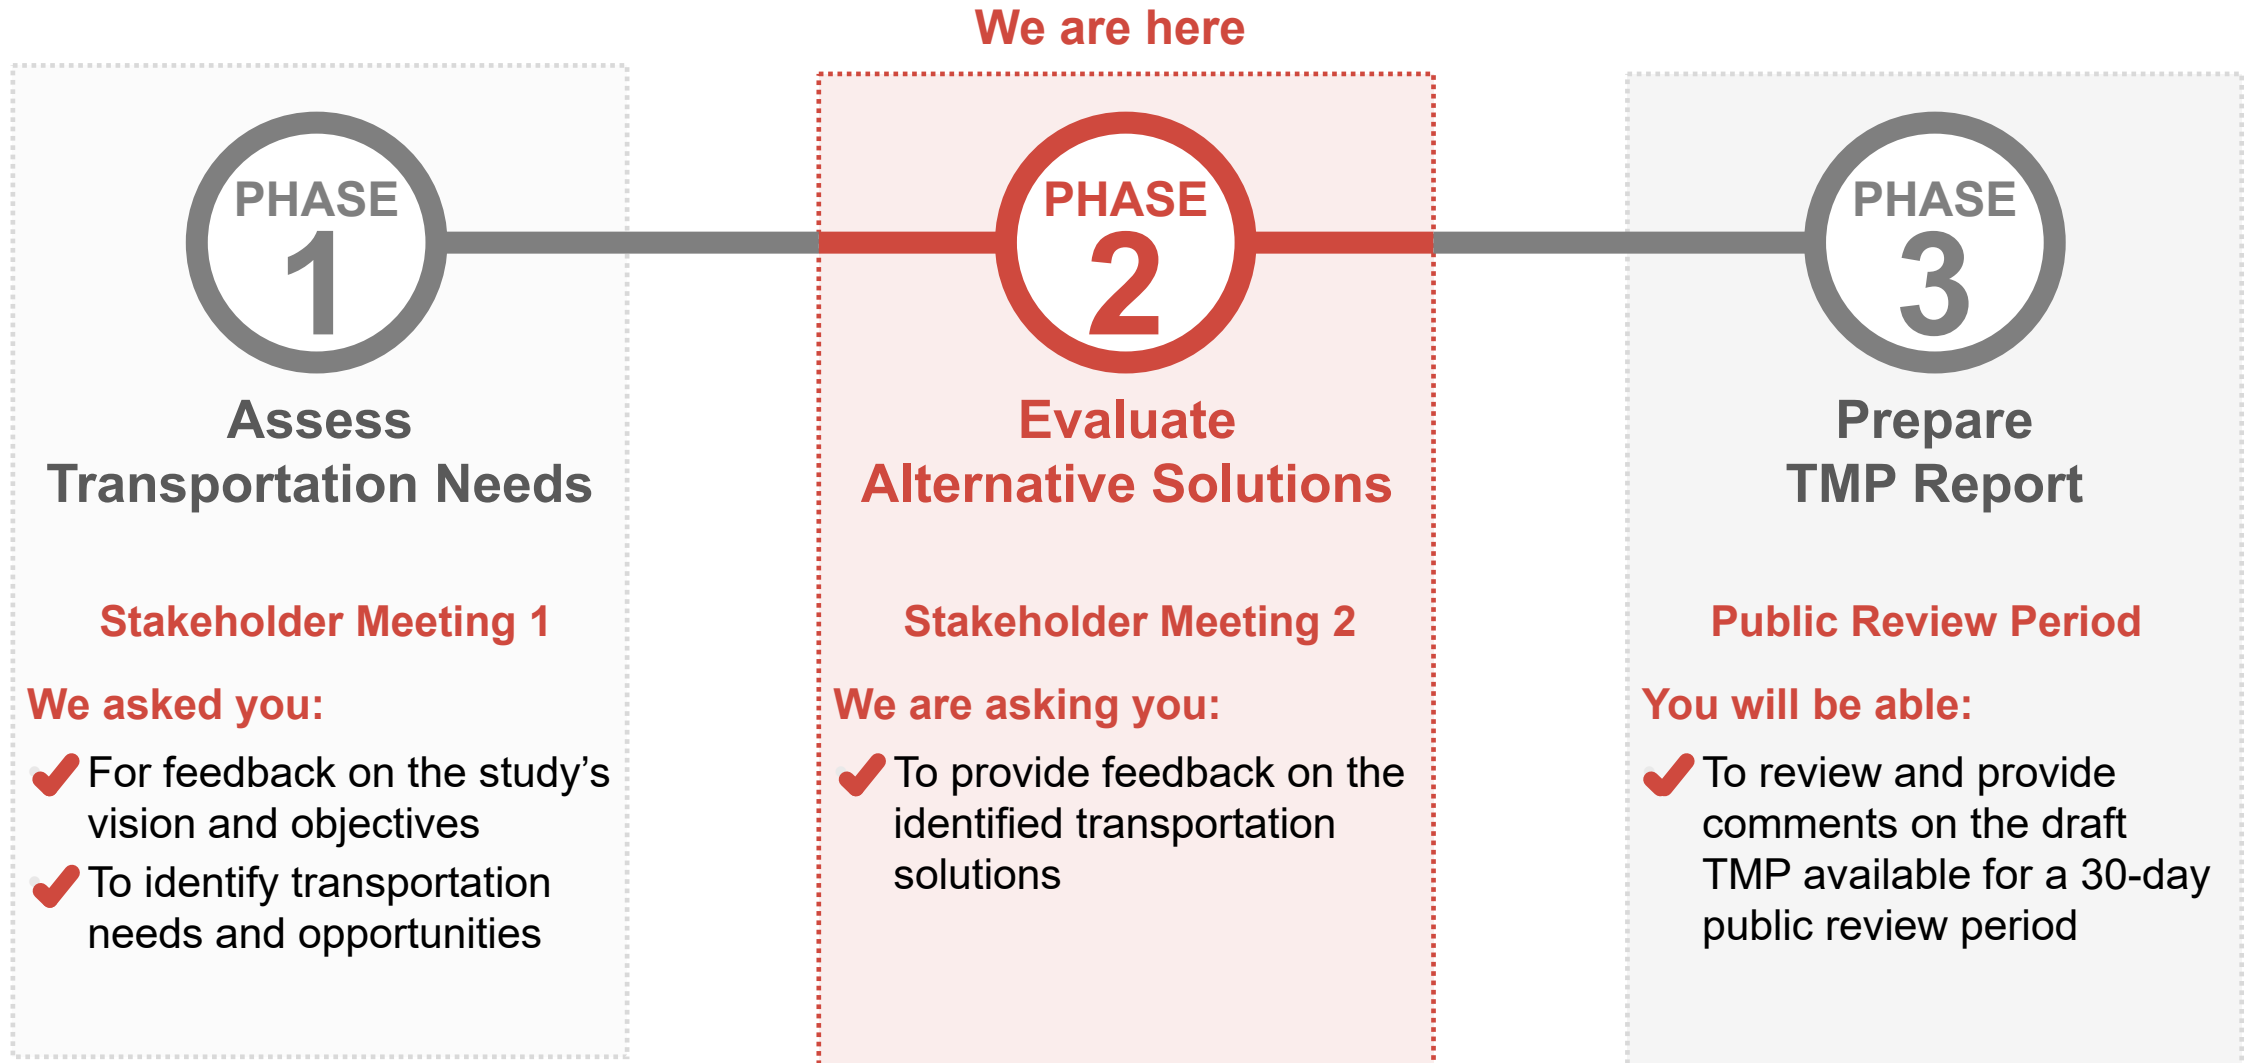 We are here
PHASE
1
Assess
Transportation Needs
Stakeholder Meeting 1
We asked you:
For feedback on the study’s
vision and objectives
To identify transportation
needs and opportunities
PHASE
2
Evaluate
Alternative Solutions
Stakeholder Meeting 2
We are asking you:
To provide feedback on the
identified transportation
solutions
PHASE
3
Prepare
TMP Report
Public Review Period
You will be able:
To review and provide
comments on the draft
TMP available for a 30-day
public review period